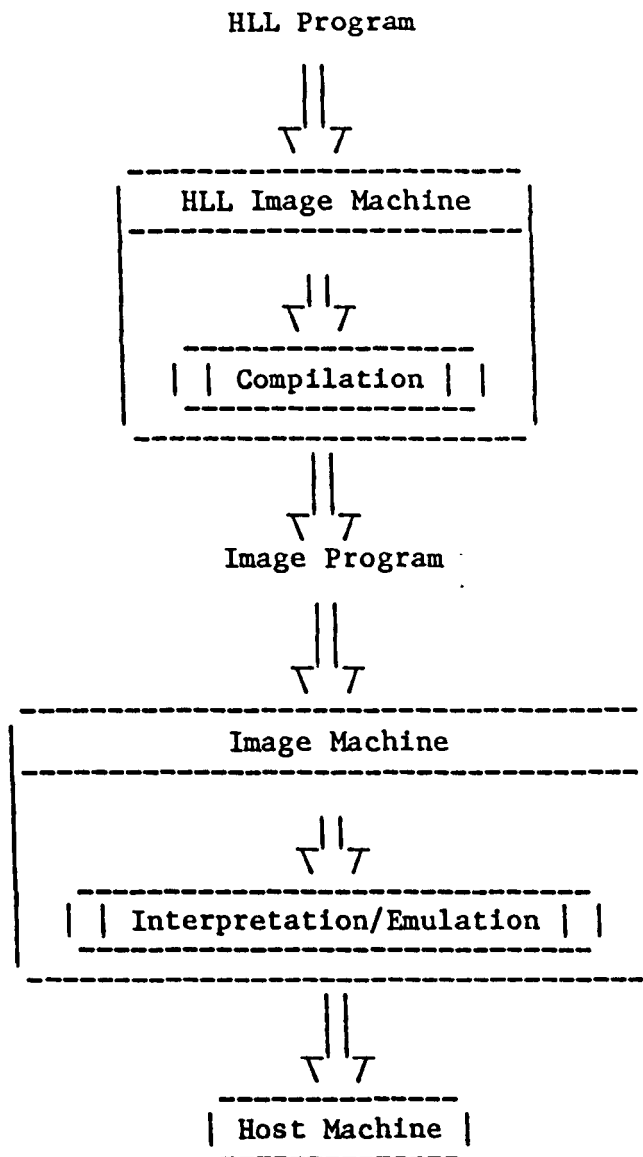 HLL Program
HLL Image Machine
Compilation
Image Program
Image Machine
Interpretation/Emulation
Host Machine